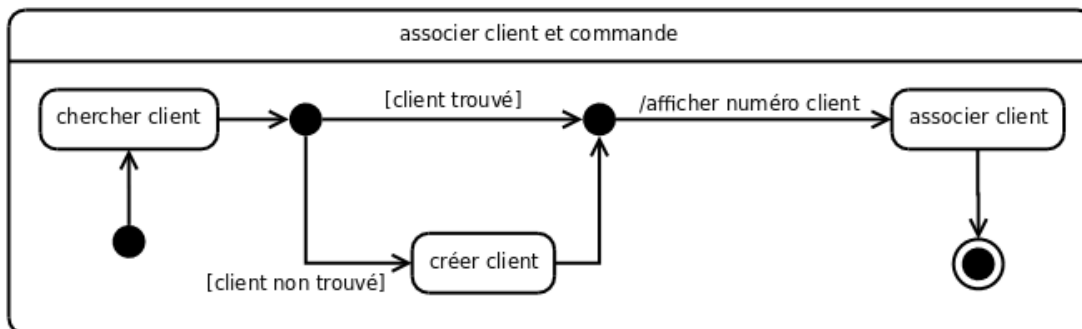 associer client et commande
chercher client
[client trouvé]
/afficher numéro client
associer client
[client non trouvé]
créer client